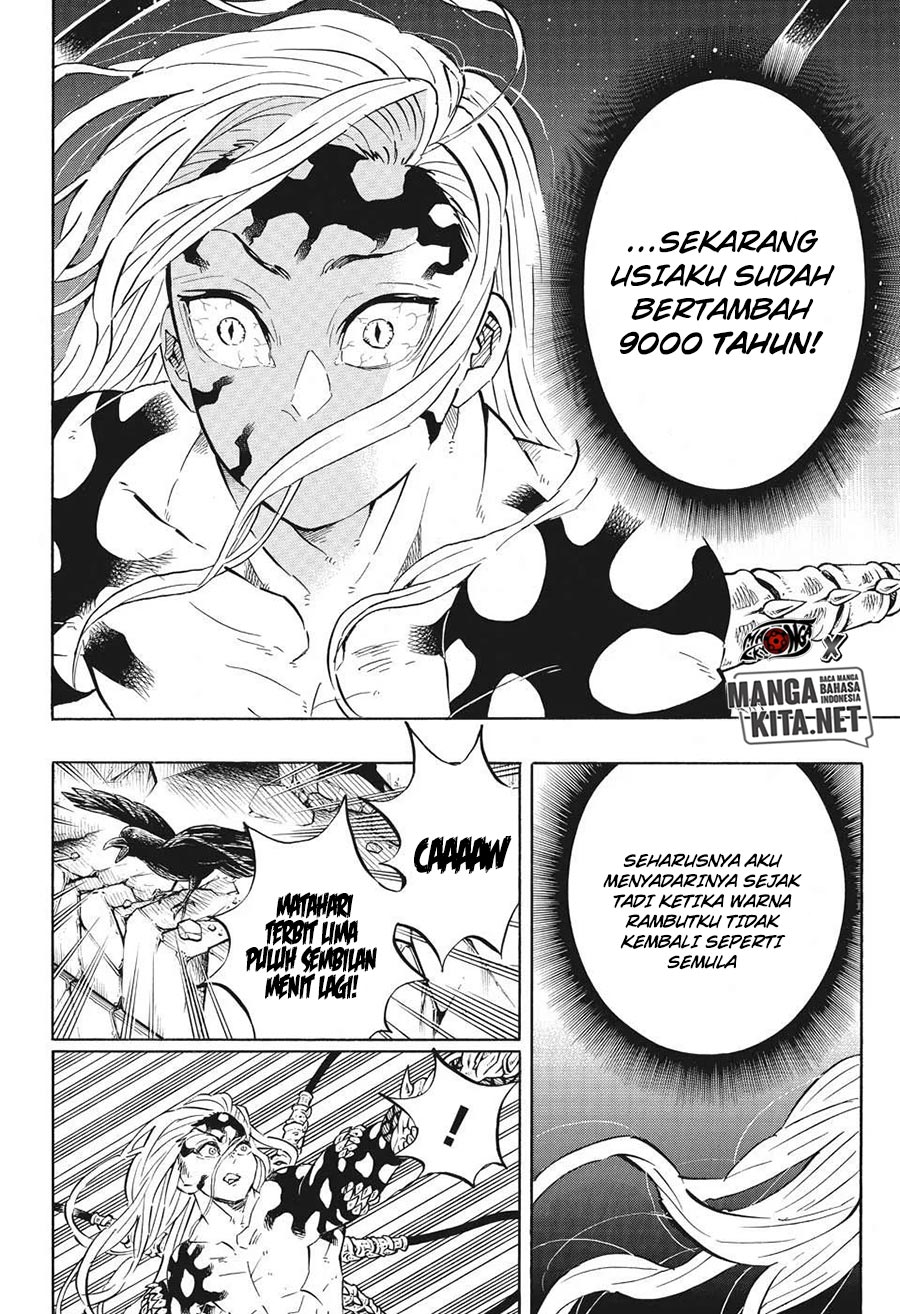 ...SEKARANG
USIAKU SUDAH
BERTAMBAH
9000 TAHUN!
X
MANGA
KITA.NET
BACA MANGA
BAHASA
INDONESIA
SEHARUSNYA AKU
MENYADARINYA SEJAK
TADI KETIKA WARNA
RAMBUTKU TIDAK
KEMBALI SEPERTI
SEMULA
CAAAAW
MATAHARI
TERBIT LIMA
PULUH SEMBILAN
MENIT LAGI!
!